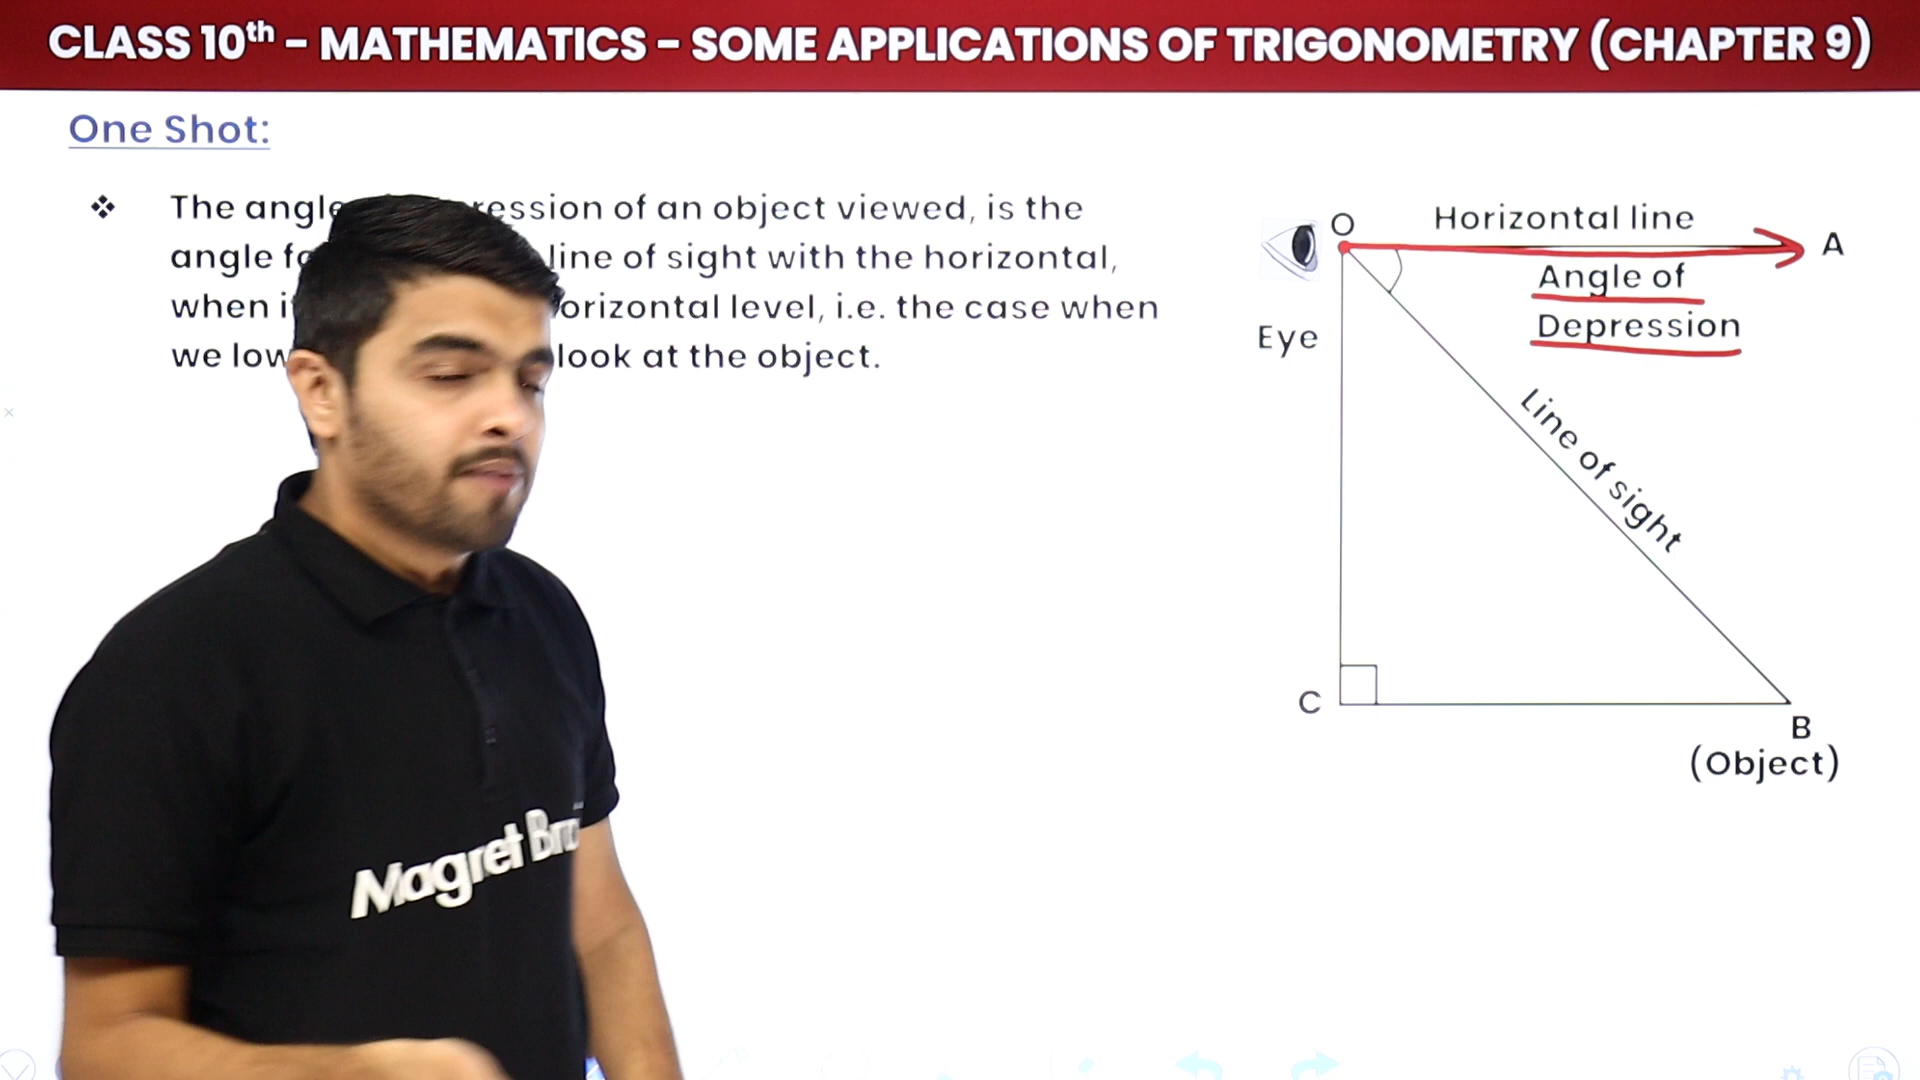 CLASS 10th - MATHEMATICS - SOME APPLICATIONS OF TRIGONOMETRY (CHAPTER 9)
One Shot:
❖ The angle ession of an object viewed, is the
angle line of sight with the horizontal,
when orizontal level, i.e. the case when
we low look at the object.
O
Horizontal line
A
Angle of
Depression
Eye
Line of sight
C
B
(Object)
Magret